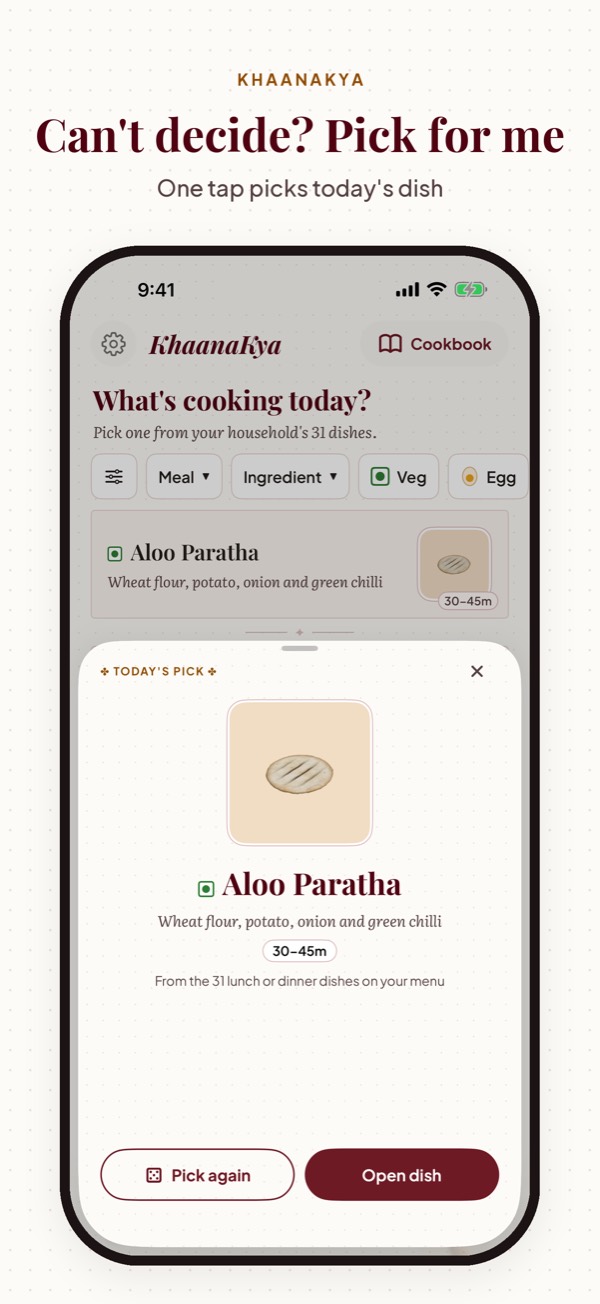 KHAANAKYA
Can't decide? Pick for me
One tap picks today's dish
9:41
KhaanaKya
Cookbook
What's cooking today?
Pick one from your household's 31 dishes.
Meal ▾ Ingredient ▾ Veg Egg
Aloo Paratha
Wheat flour, potato, onion and green chilli
30–45m
TODAY'S PICK
Aloo Paratha
Wheat flour, potato, onion and green chilli
30–45m
From the 31 lunch or dinner dishes on your menu
Pick again
Open dish